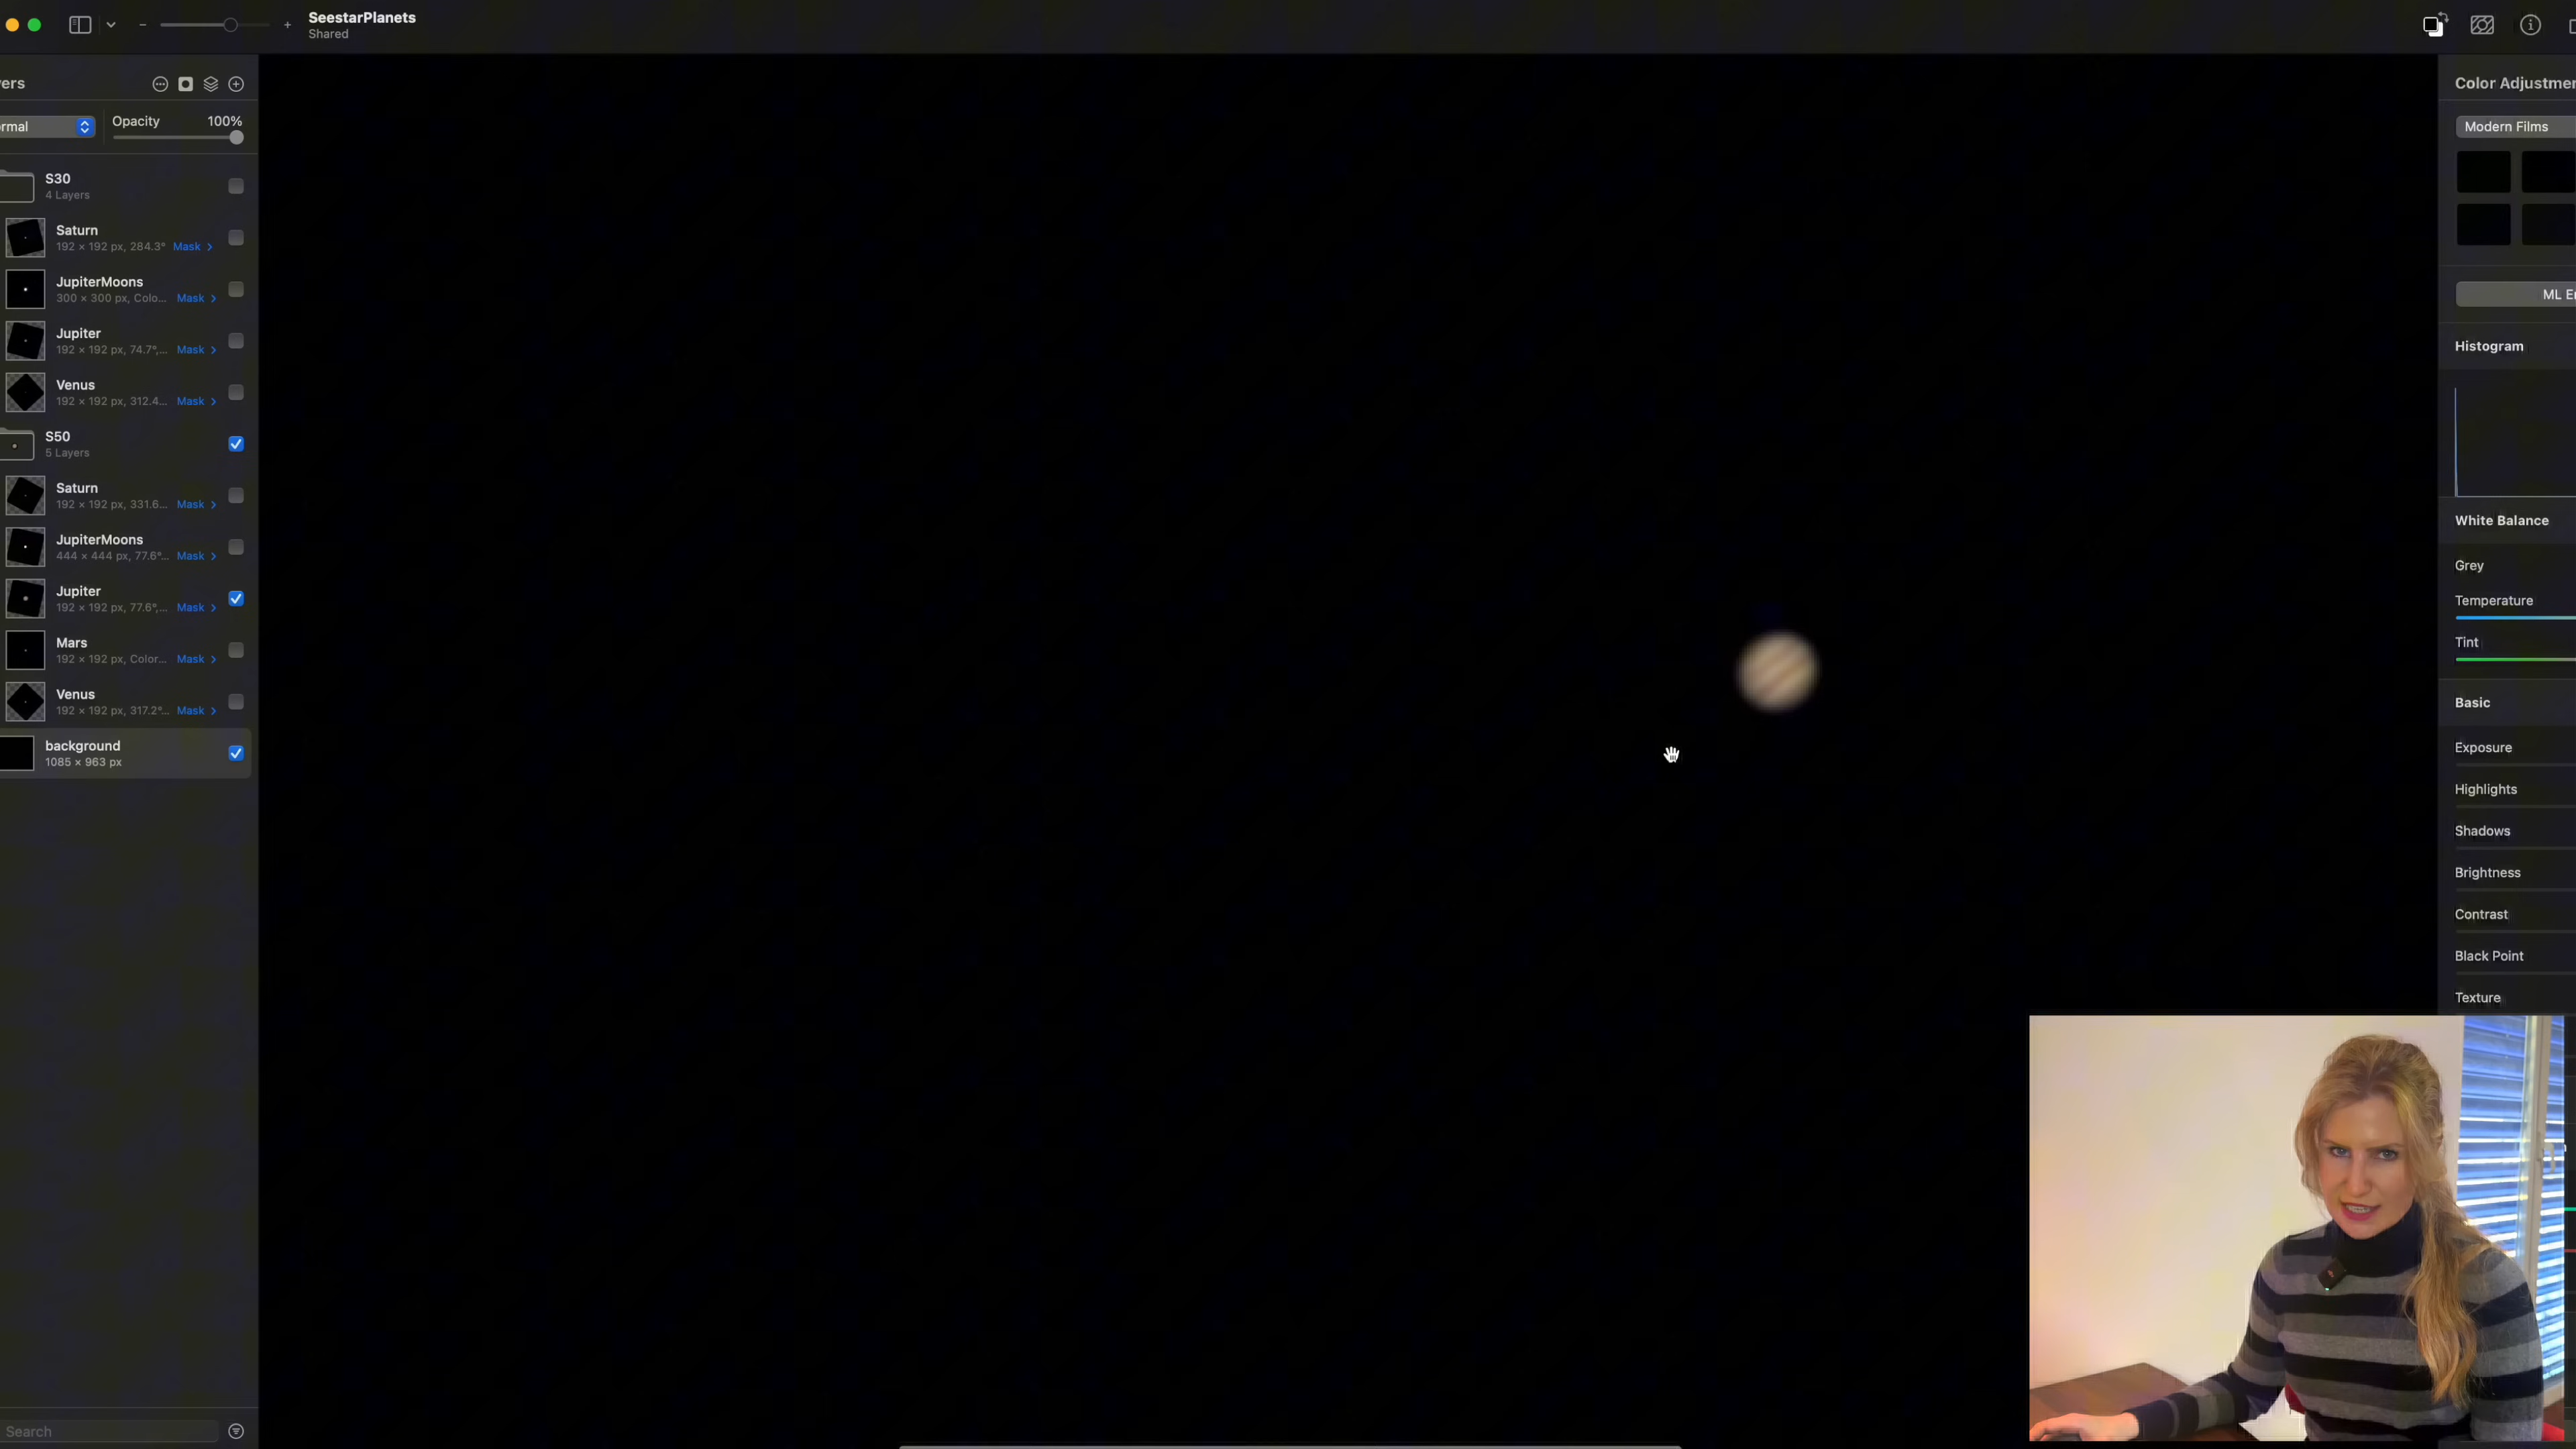 SeestarPlanets
Shared
ers
rmal
Opacity 100%
S30
4 Layers
Saturn
192 × 192 px, 284.3° Mask >
JupiterMoons
300 × 300 px, Colo... Mask >
Jupiter
192 × 192 px, 74.7°,... Mask >
Venus
192 × 192 px, 312.4... Mask >
S50
5 Layers
Saturn
192 × 192 px, 331.6... Mask >
JupiterMoons
444 × 444 px, 77.6°... Mask >
Jupiter
192 × 192 px, 77.6°,... Mask >
Mars
192 × 192 px, Color... Mask >
Venus
192 × 192 px, 317.2°... Mask >
background
1085 × 963 px
Search
Color Adjustmen
Modern Films
ML E
Histogram
White Balance
Grey
Temperature
Tint
Basic
Exposure
Highlights
Shadows
Brightness
Contrast
Black Point
Texture